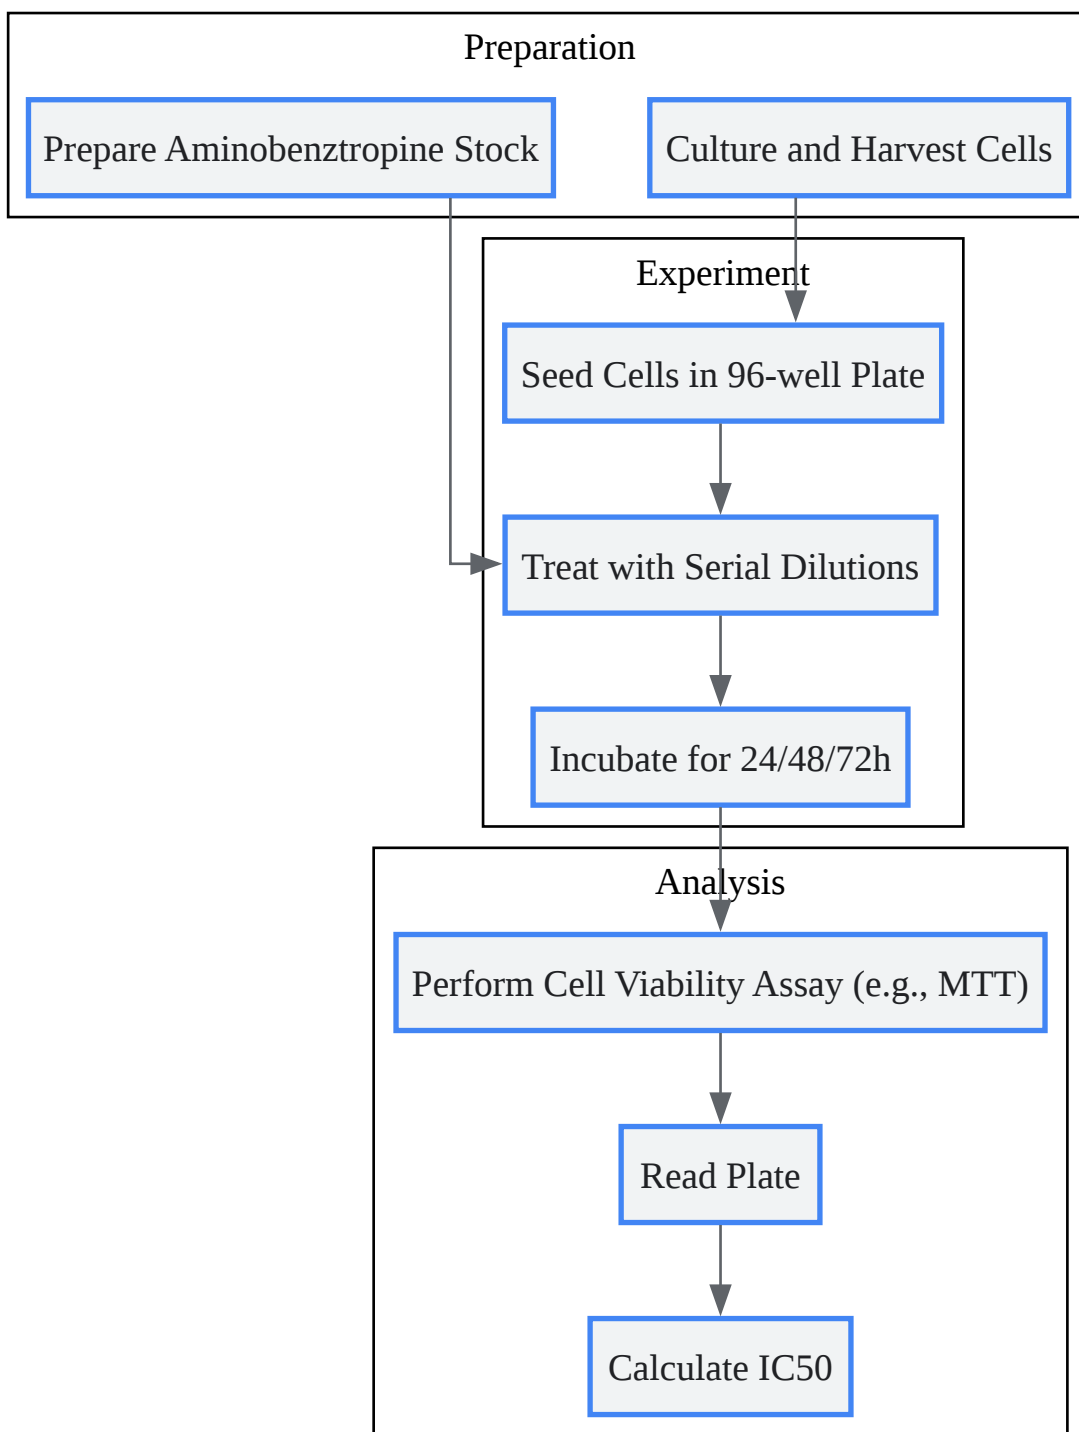 Preparation
Prepare Aminobenztropine Stock
Culture and Harvest Cells
Experiment
Seed Cells in 96-well Plate
Treat with Serial Dilutions
Incubate for 24/48/72h
Analysis
Perform Cell Viability Assay (e.g., MTT)
Read Plate
Calculate IC50